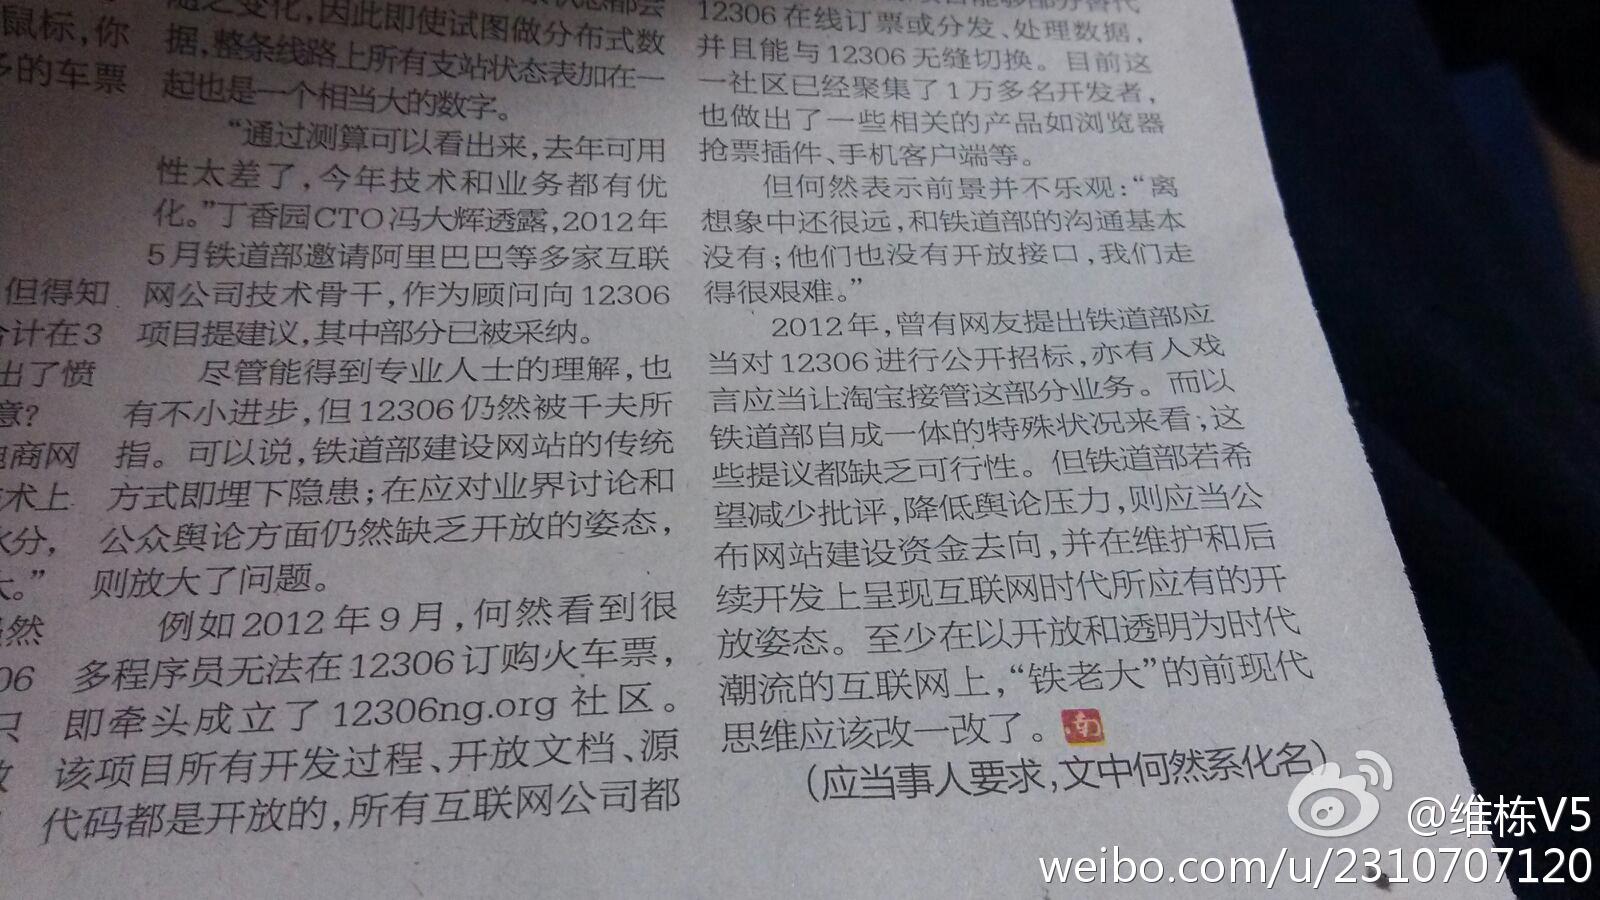 鼠标，你
多的车票
但得知
合计在3
出了愤
意？
电商网
技术上
水分，
大。”
虽然
06
只
随之变化，因此即使试图做分布式数
据，整条线路上所有支站状态表加在一
起也是一个相当大的数字。
“通过测算可以看出来，去年可用
性太差了，今年技术和业务都有优
化。”丁香园CTO冯大辉透露，2012年
5月铁道部邀请阿里巴巴等多家互联
网公司技术骨干，作为顾问向12306
项目提建议，其中部分已被采纳。
尽管能得到专业人士的理解，也
有不小进步，但12306仍然被千夫所
指。可以说，铁道部建设网站的传统
方式即埋下隐患；在应对业界讨论和
公众舆论方面仍然缺乏开放的姿态，
则放大了问题。
例如2012年9月，何然看到很
多程序员无法在12306订购火车票，
即牵头成立了12306ng.org社区。
该项目所有开发过程、开放文档、源
代码都是开放的，所有互联网公司都
12306在线订票或分发、处理数据，
并且能与12306无缝切换。目前这
一社区已经聚集了1万多名开发者，
也做出了一些相关的产品如浏览器
抢票插件、手机客户端等。
但何然表示前景并不乐观：“离
想象中还很远，和铁道部的沟通基本
没有；他们也没有开放接口，我们走
得很艰难。”
2012年，曾有网友提出铁道部应
当对12306进行公开招标，亦有人戏
言应当让淘宝接管这部分业务。而以
铁道部自成一体的特殊状况来看；这
些提议都缺乏可行性。但铁道部若希
望减少批评，降低舆论压力，则应当公
布网站建设资金去向，并在维护和后
续开发上呈现互联网时代所应有的开
放姿态。至少在以开放和透明为时代
潮流的互联网上，“铁老大”的前现代
思维应该改一改了。南
（应当事人要求，文中何然系化名）
@维栋V5
weibo.com/u/2310707120